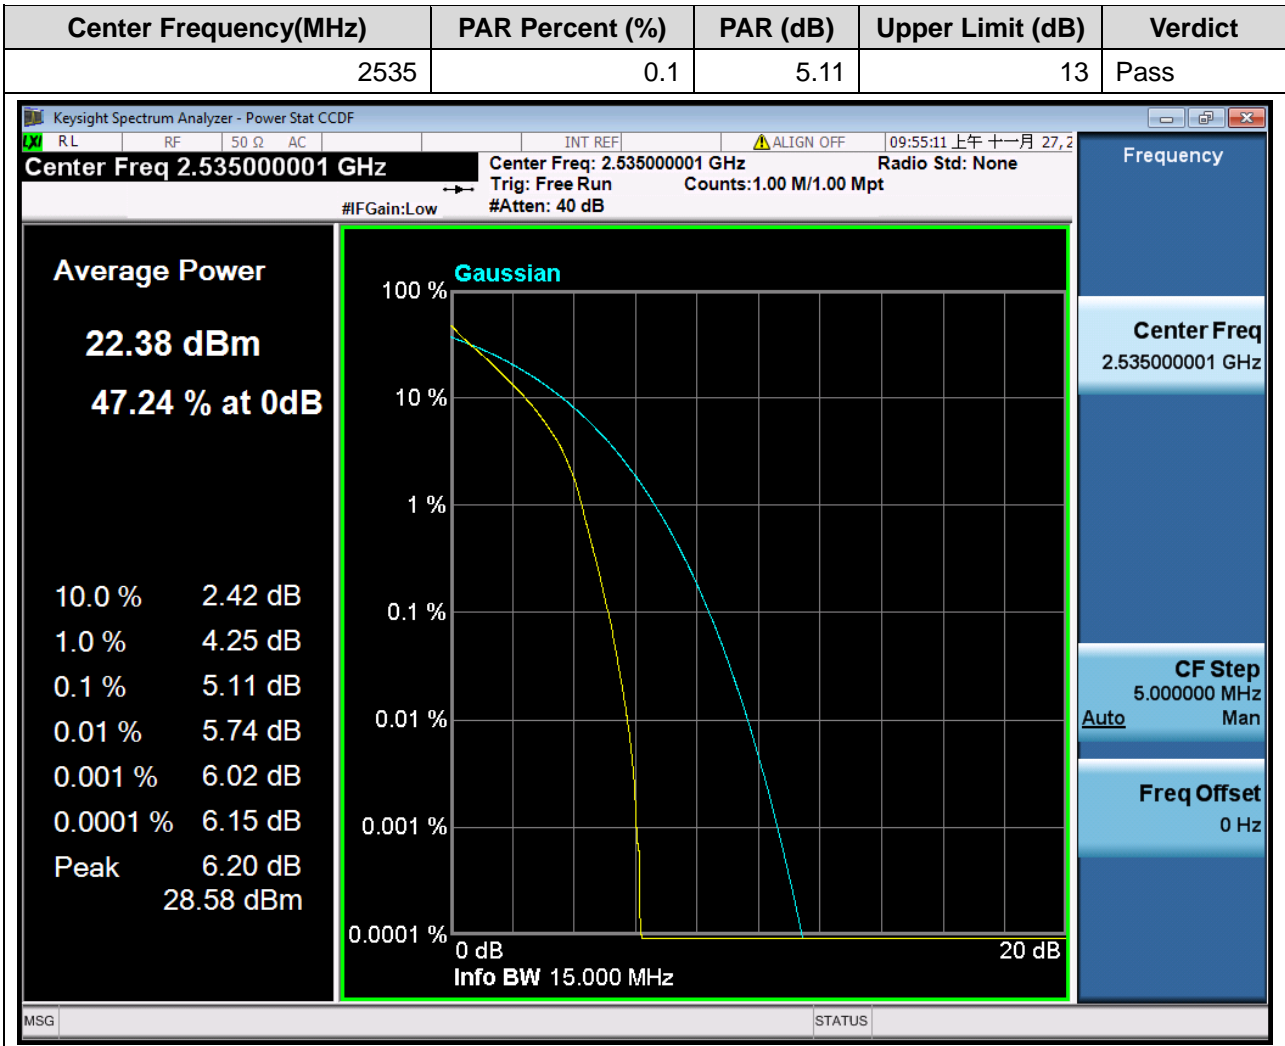 Center Frequency(MHz) PAR Percent (%) PAR (dB) Upper Limit (dB) Verdict
2535 0.1 5.11 13 Pass
Keysight Spectrum Analyzer - Power Stat CCDF
LXI RL RF 50 Ω AC INT REF ALIGN OFF 09:55:11 上午 十一月 27, 2
Center Freq 2.535000001 GHz
Center Freq: 2.535000001 GHz Radio Std: None
Trig: Free Run Counts:1.00 M/1.00 Mpt
#IFGain:Low #Atten: 40 dB
Average Power
22.38 dBm
47.24 % at 0dB
10.0 % 2.42 dB
1.0 % 4.25 dB
0.1 % 5.11 dB
0.01 % 5.74 dB
0.001 % 6.02 dB
0.0001 % 6.15 dB
Peak 6.20 dB
28.58 dBm
Gaussian
100 %
10 %
1 %
0.1 %
0.01 %
0.001 %
0.0001 %
0 dB 20 dB
Info BW 15.000 MHz
Frequency
Center Freq
2.535000001 GHz
CF Step
5.000000 MHz
Auto Man
Freq Offset
0 Hz
MSG STATUS